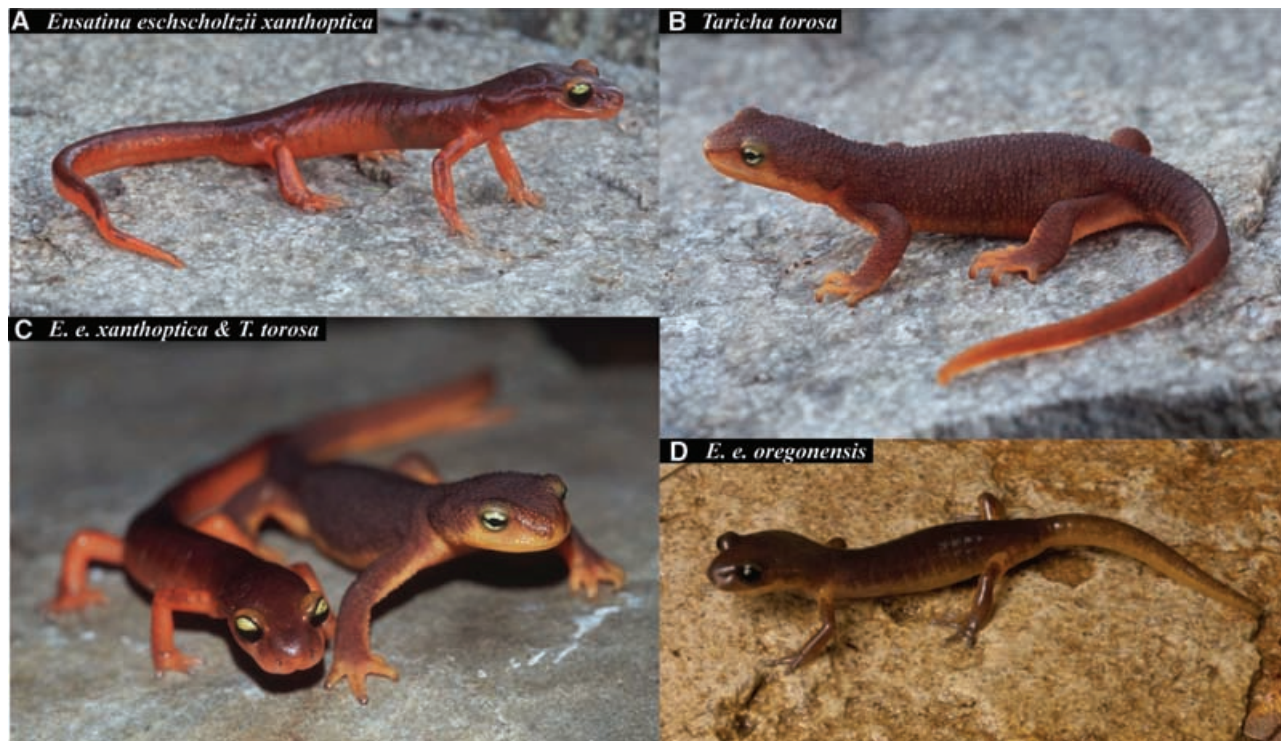 A Ensatina eschscholtzii xanthoptica
B Taricha torosa
C E. e. xanthoptica & T. torosa
D E. e. oregonensis